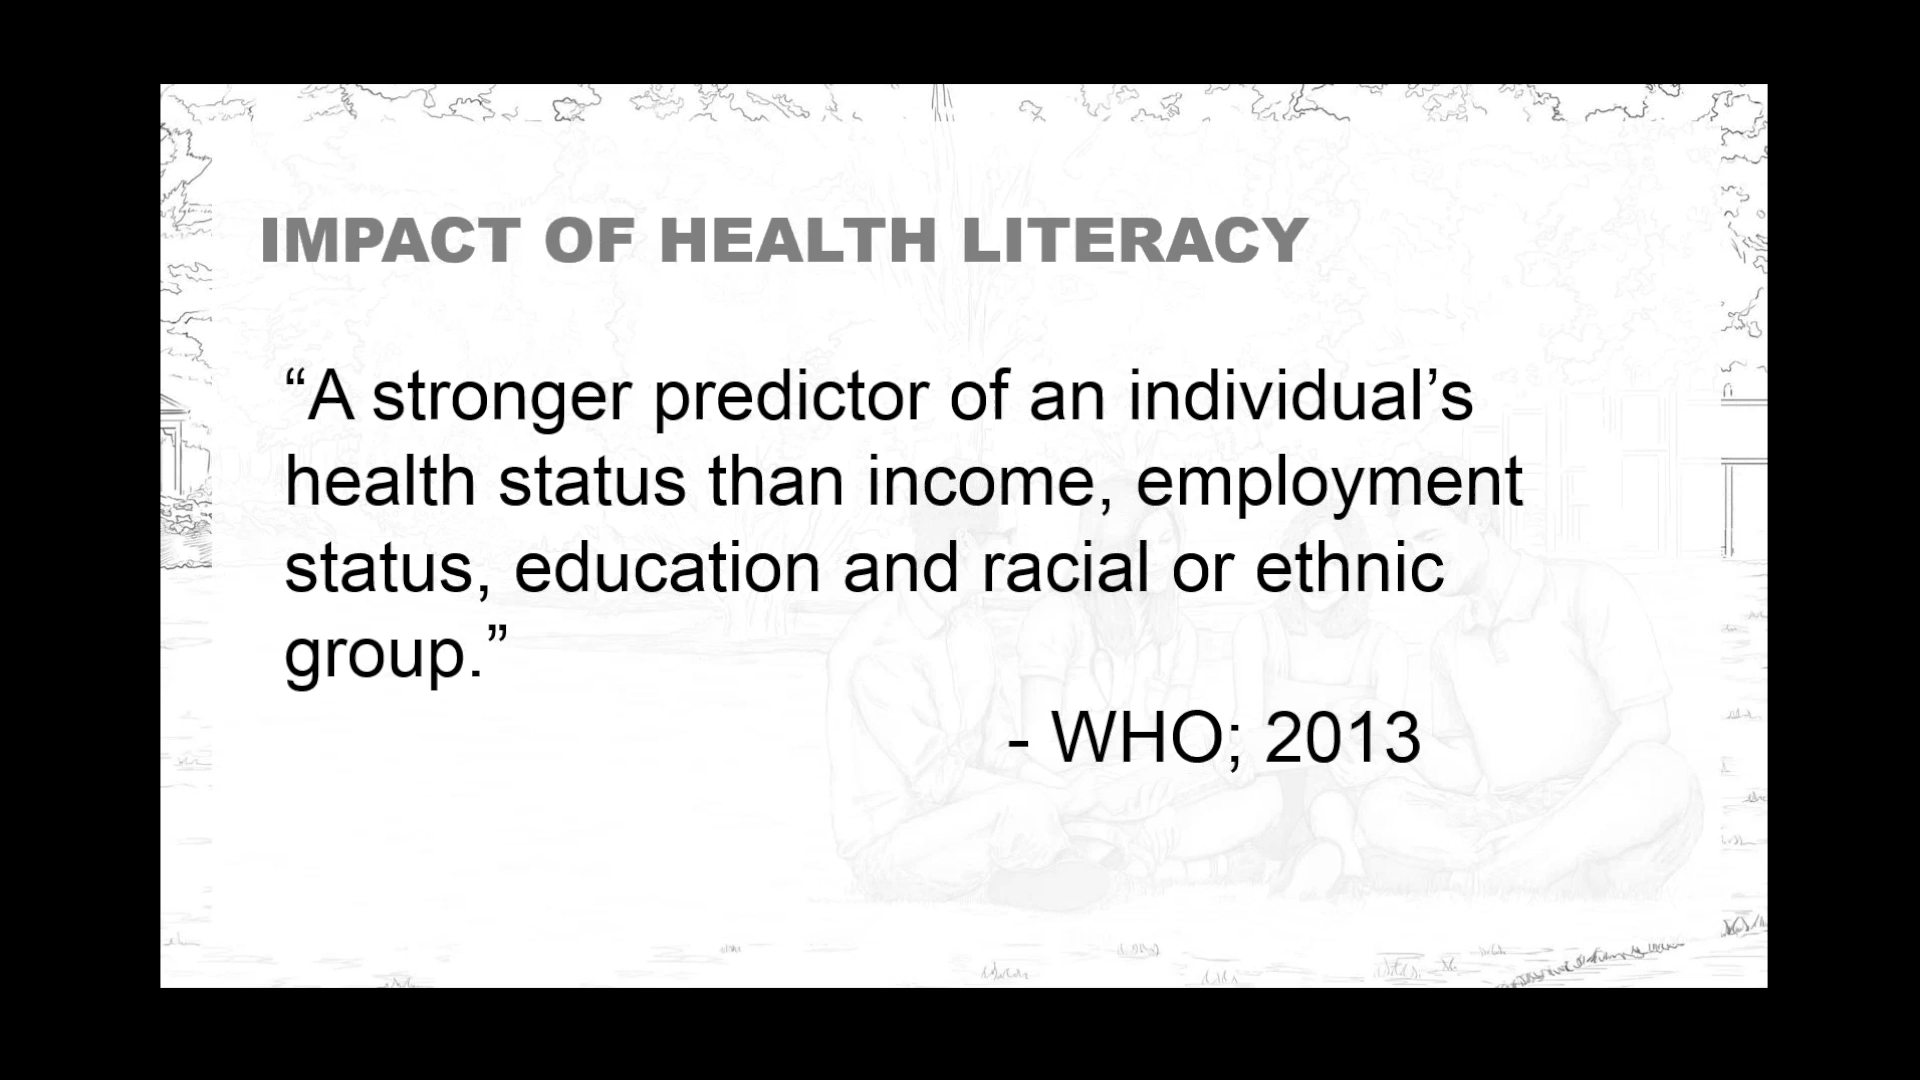 IMPACT OF HEALTH LITERACY
“A stronger predictor of an individual’s
health status than income, employment
status, education and racial or ethnic
group.”
- WHO; 2013